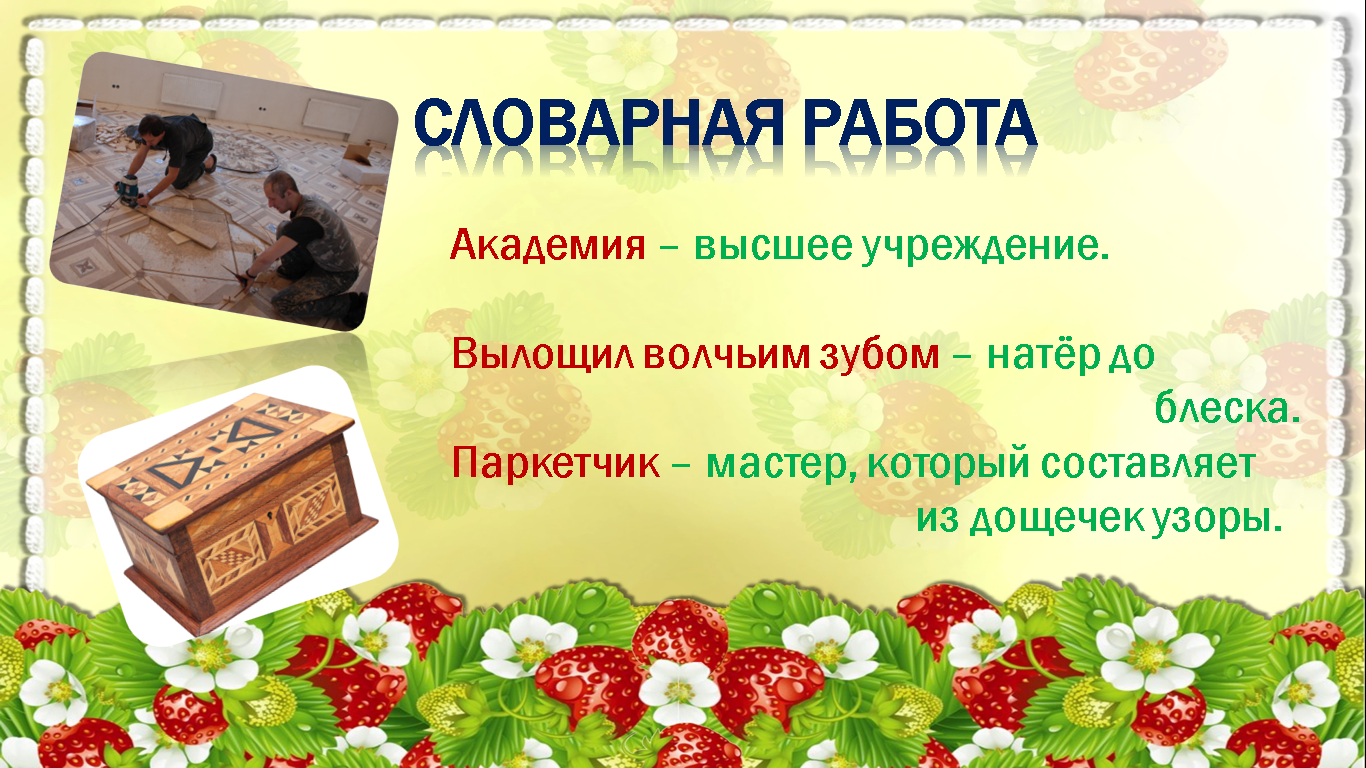 СЛОВАРНАЯ РАБОТА
Академия – высшее учреждение.
Вылощил волчьим зубом – натёр до
блеска.
Паркетчик – мастер, который составляет
из дощечек узоры.